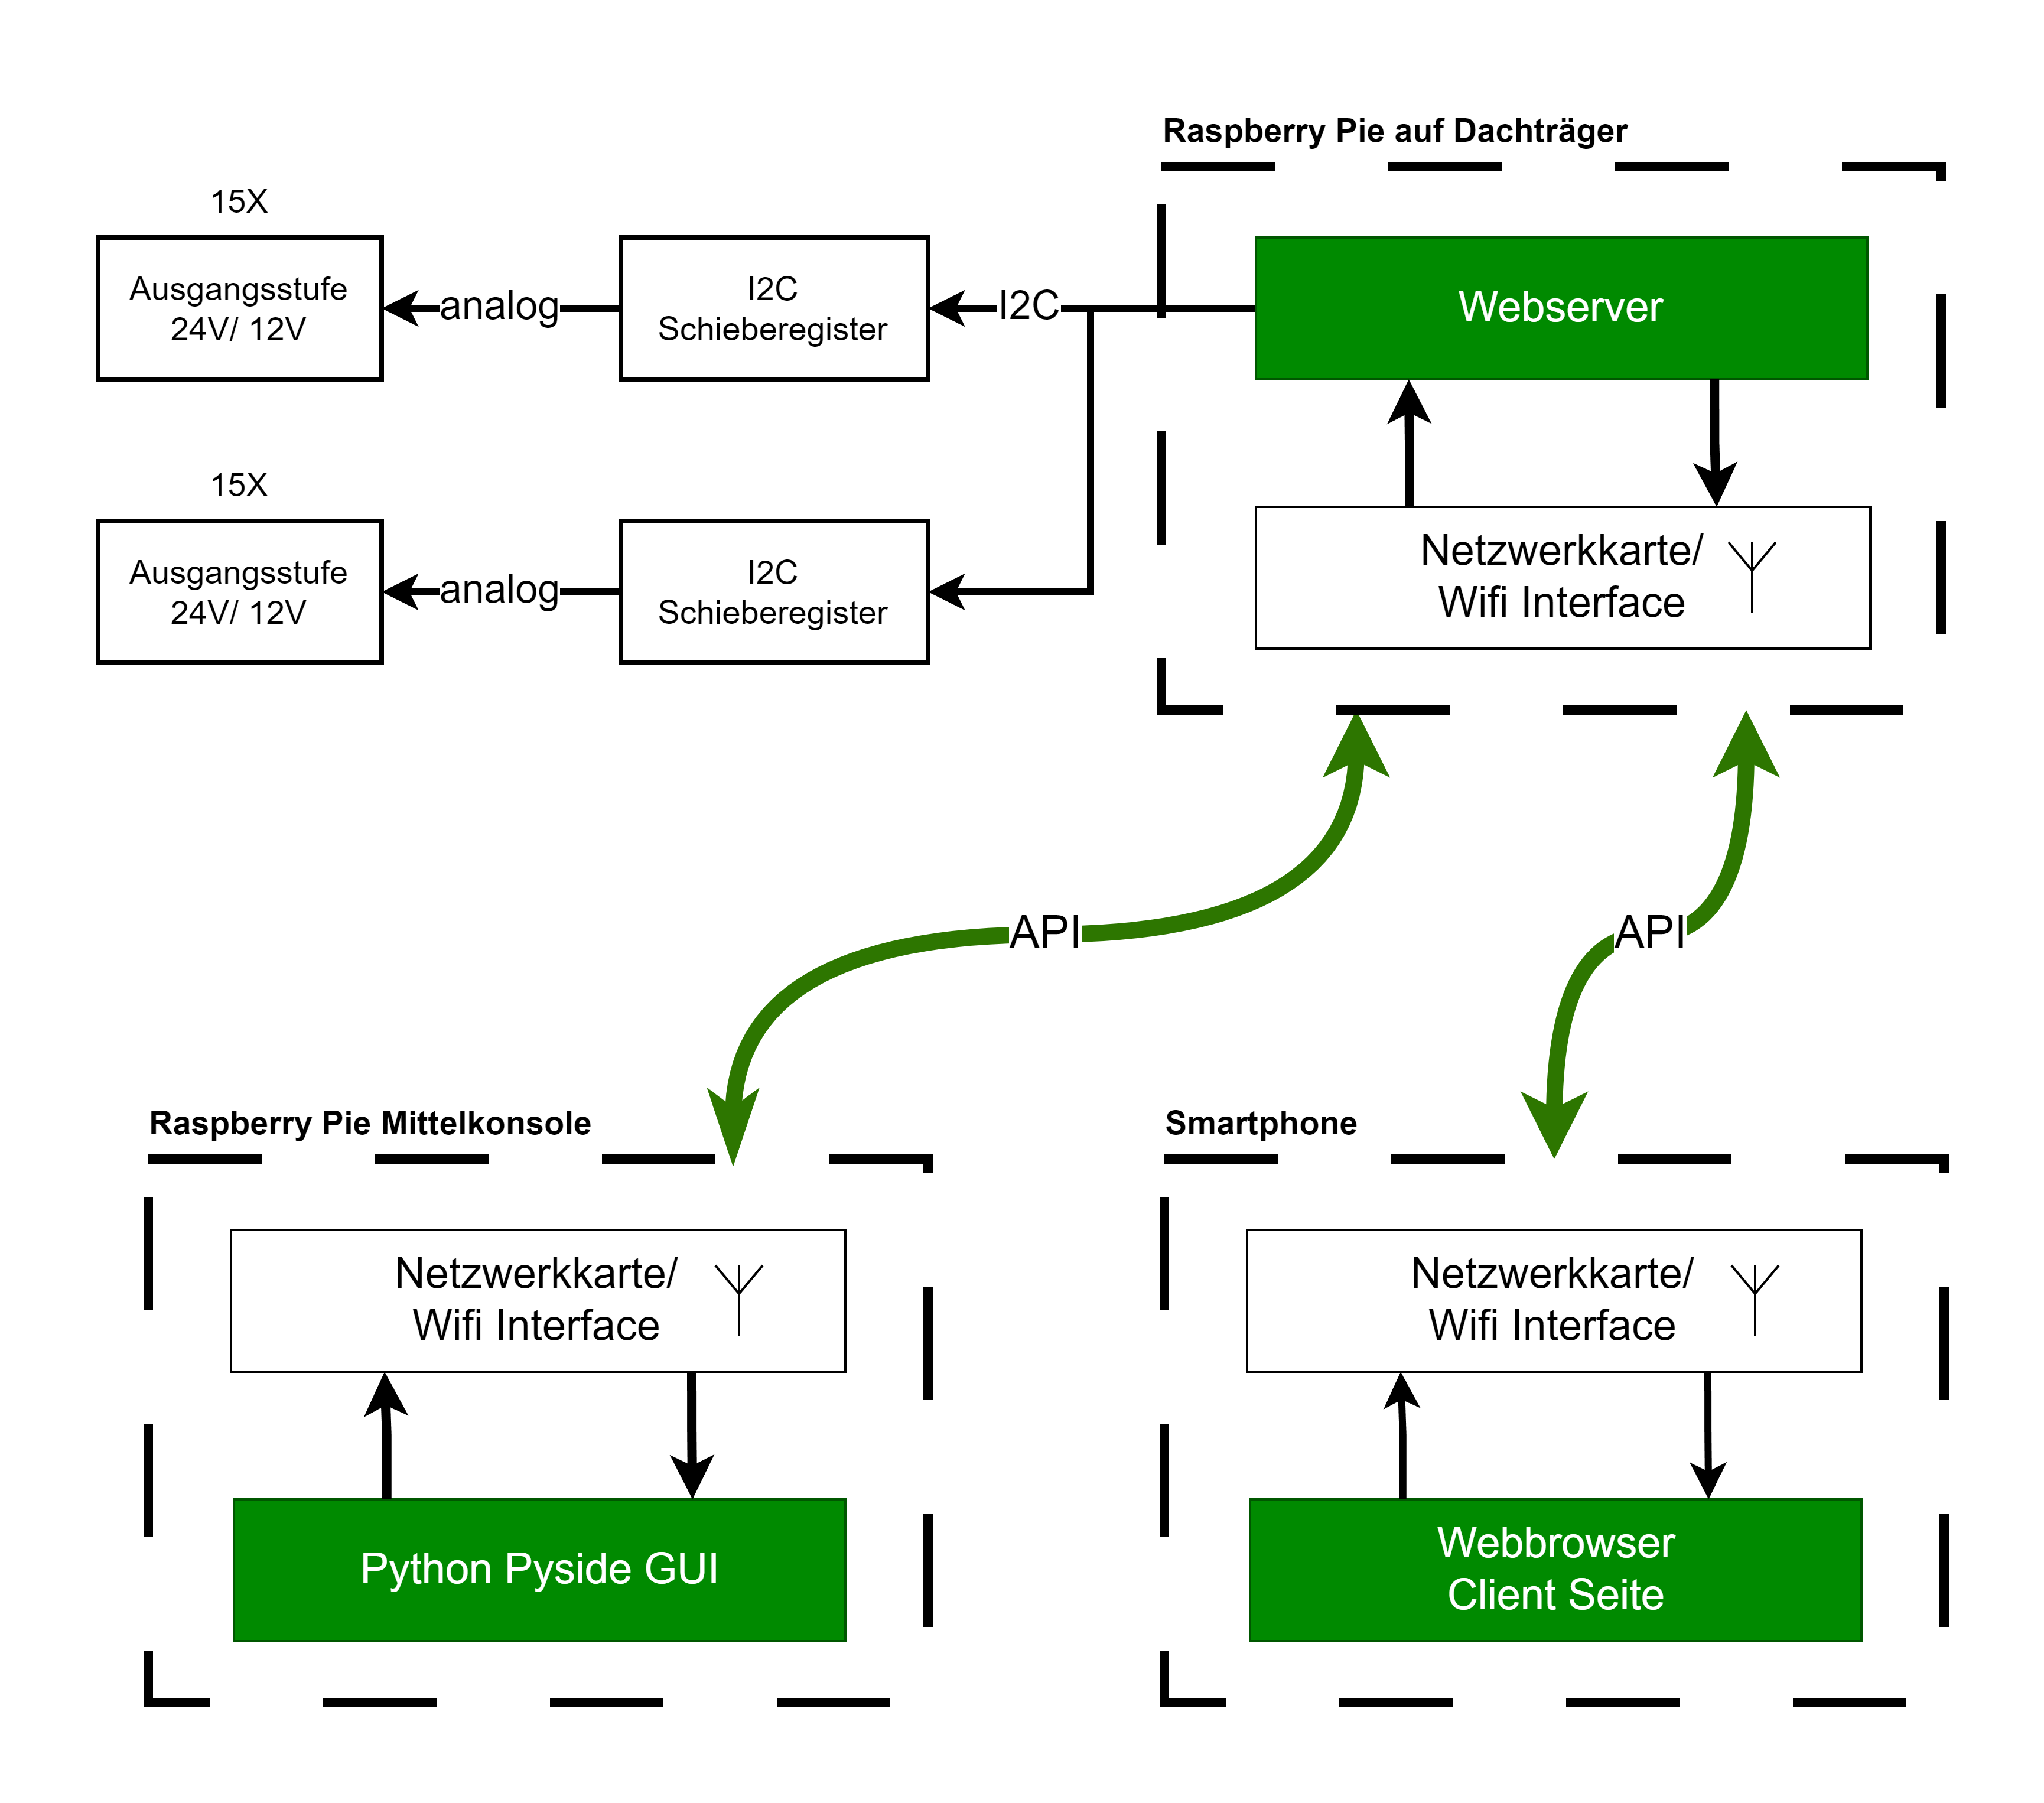 Raspberry Pie auf Dachträger
15X
Ausgangsstufe
24V/ 12V
analog
I2C
Schieberegister
I2C
Webserver
15X
Ausgangsstufe
24V/ 12V
analog
I2C
Schieberegister
Netzwerkkarte/
Wifi Interface
API
API
Raspberry Pie Mittelkonsole
Netzwerkkarte/
Wifi Interface
Python Pyside GUI
Smartphone
Netzwerkkarte/
Wifi Interface
Webbrowser
Client Seite